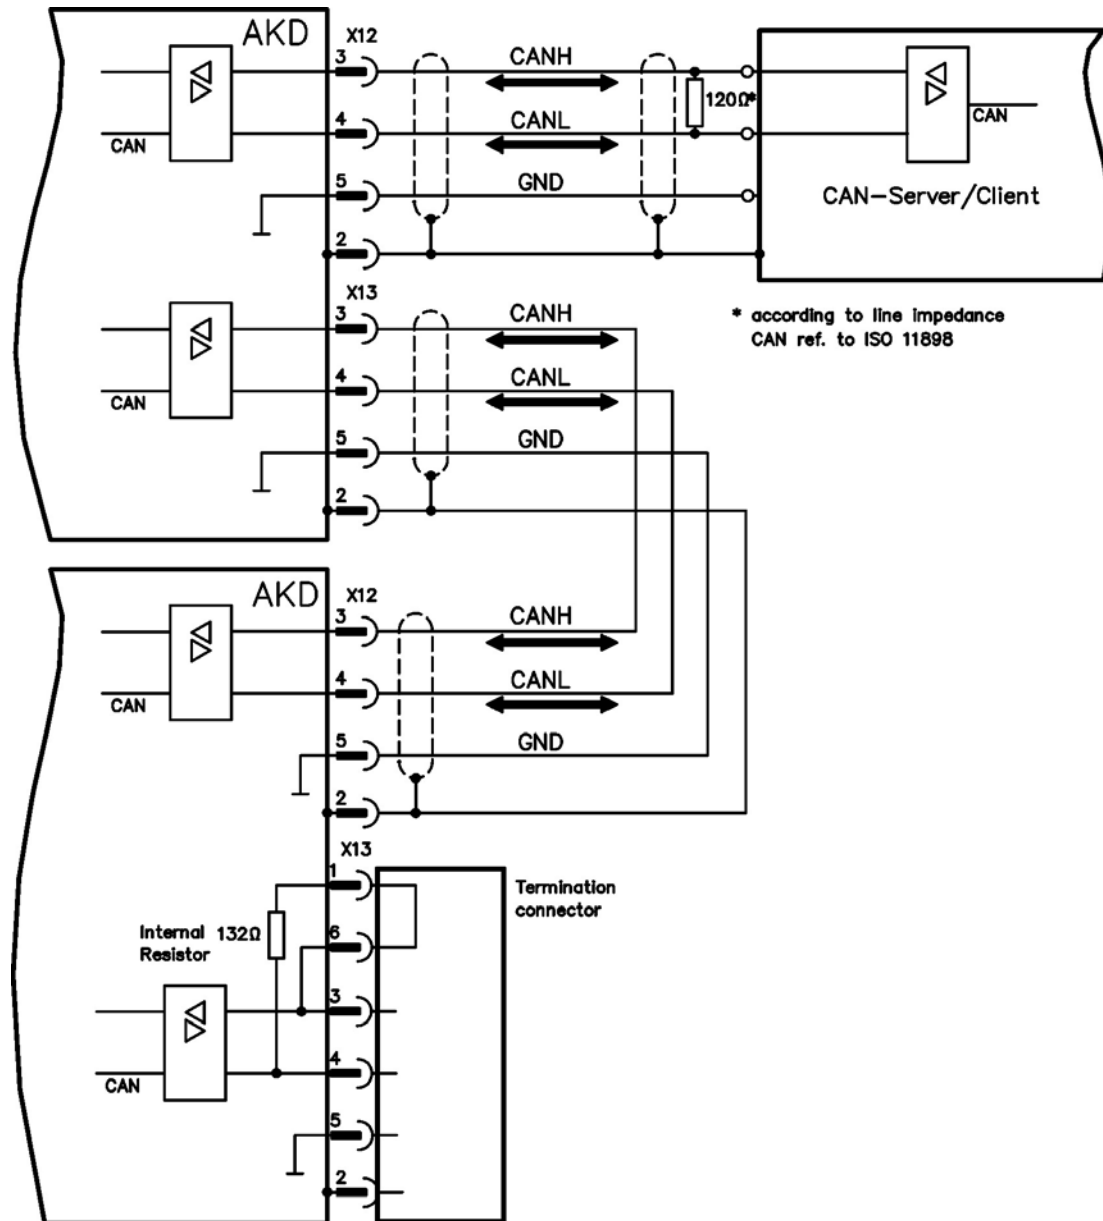 AKD
X12
3
CANH
120Ω*
4
CANL
CAN
CAN
5
GND
CAN-Server/Client
2
X13
3
CANH
* according to line impedance
CAN ref. to ISO 11898
4
CANL
CAN
5
GND
2
AKD
X12
3
CANH
4
CANL
CAN
5
GND
2
X13
1
Termination
connector
Internal 132Ω
Resistor
6
3
4
CAN
5
2